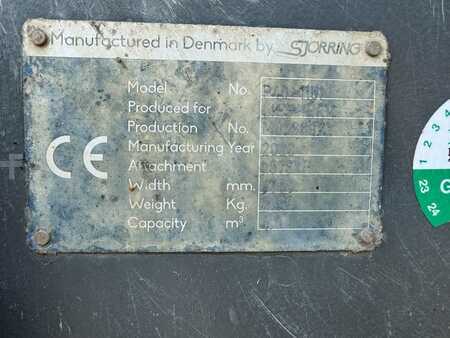 Manufactured in Denmark by SJØRRING
Model No.
Produced for
Production No.
Manufacturing Year
Attachment
Width mm.
Weight Kg.
Capacity m³
CE
1 2 3 4
23 24
G